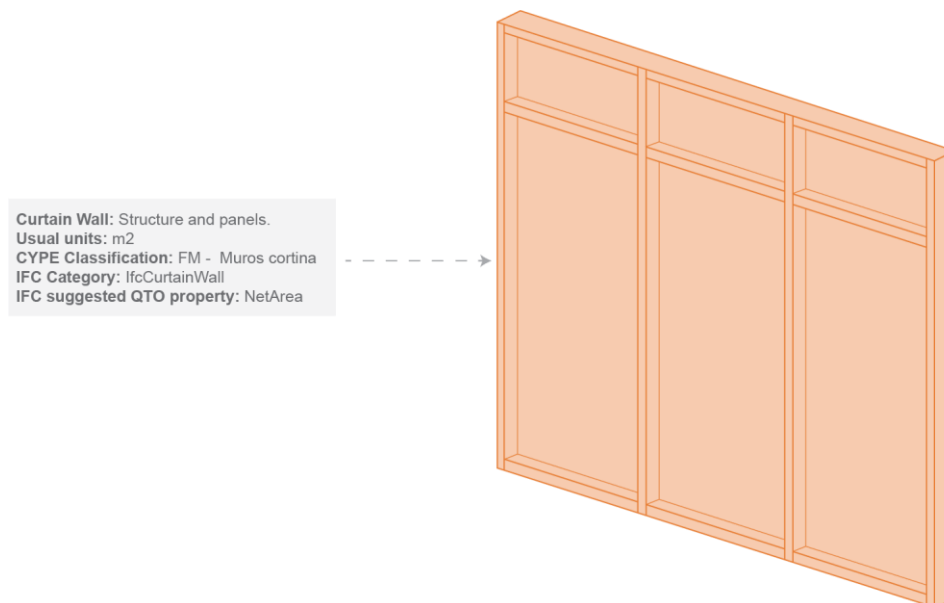 Curtain Wall: Structure and panels.
Usual units: m2
CYPE Classification: FM - Muros cortina
IFC Category: IfcCurtainWall
IFC suggested QTO property: NetArea